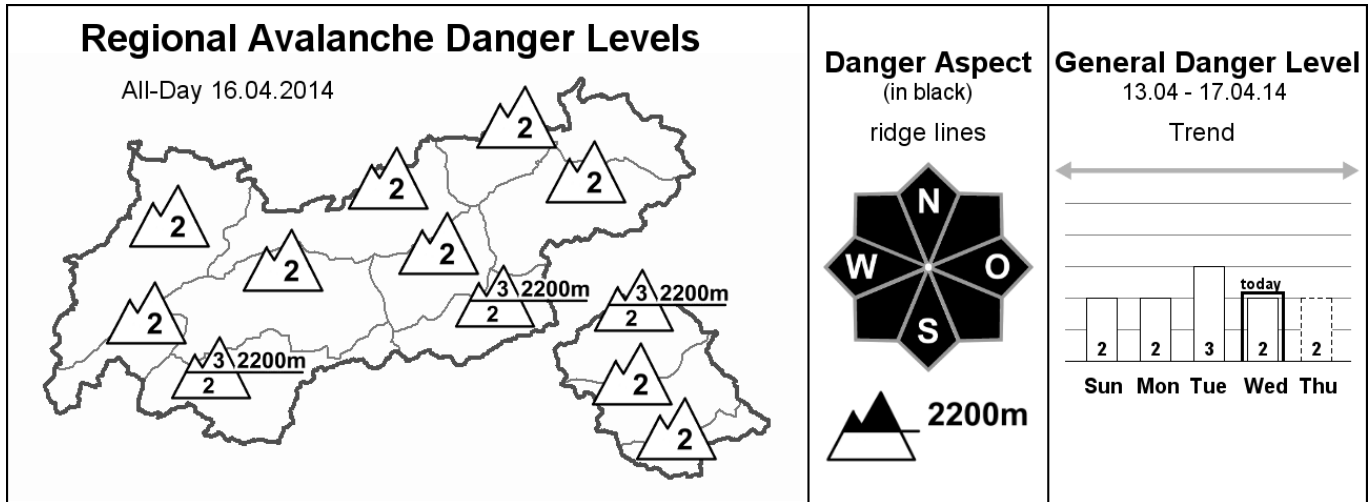 Regional Avalanche Danger Levels
All-Day 16.04.2014
2
2
2
2
2
2
2
3 2200m
2
3 2200m
2
2
3 2200m
2
2
2
Danger Aspect
(in black)
ridge lines
N
W O
S
2200m
General Danger Level
13.04 - 17.04.14
Trend
today
2 2 3 2 2
Sun Mon Tue Wed Thu